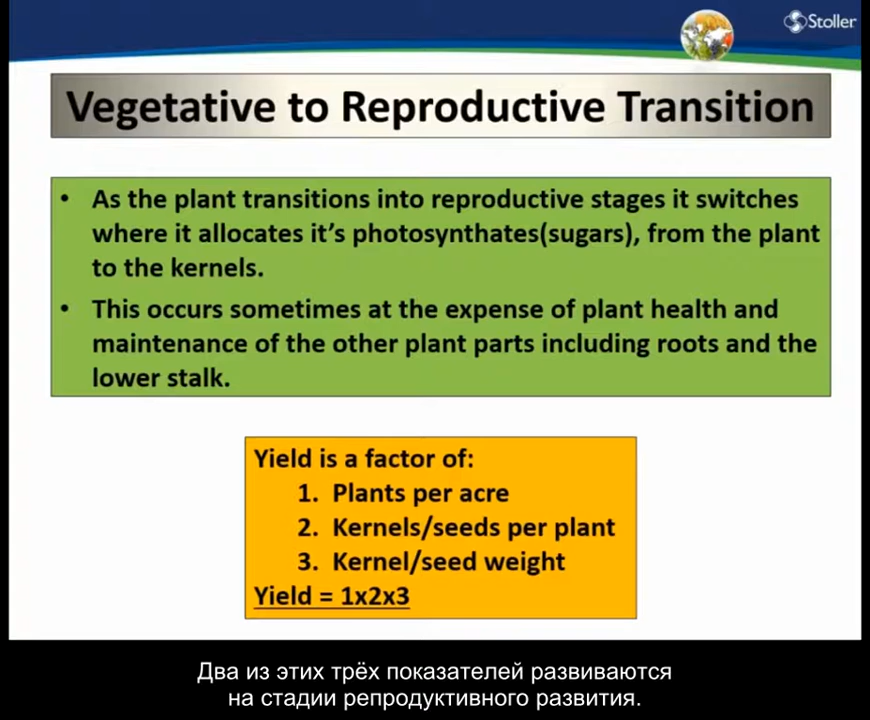 Stoller
Vegetative to Reproductive Transition
• As the plant transitions into reproductive stages it switches
where it allocates it's photosynthates(sugars), from the plant
to the kernels.
• This occurs sometimes at the expense of plant health and
maintenance of the other plant parts including roots and the
lower stalk.
Yield is a factor of:
1. Plants per acre
2. Kernels/seeds per plant
3. Kernel/seed weight
Yield = 1x2x3
Два из этих трёх показателей развиваются
на стадии репродуктивного развития.